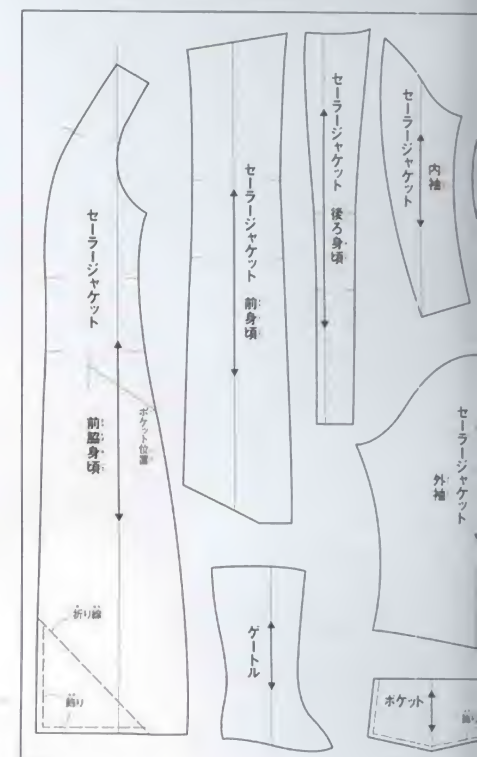 セーラージャケット
前脇身頃
ポケット位置
折り線
飾り
セーラージャケット 前身頃
セーラージャケット 後ろ身頃
セーラージャケット
内袖
セーラージャケット
外袖
ゲートル
ポケット
飾り